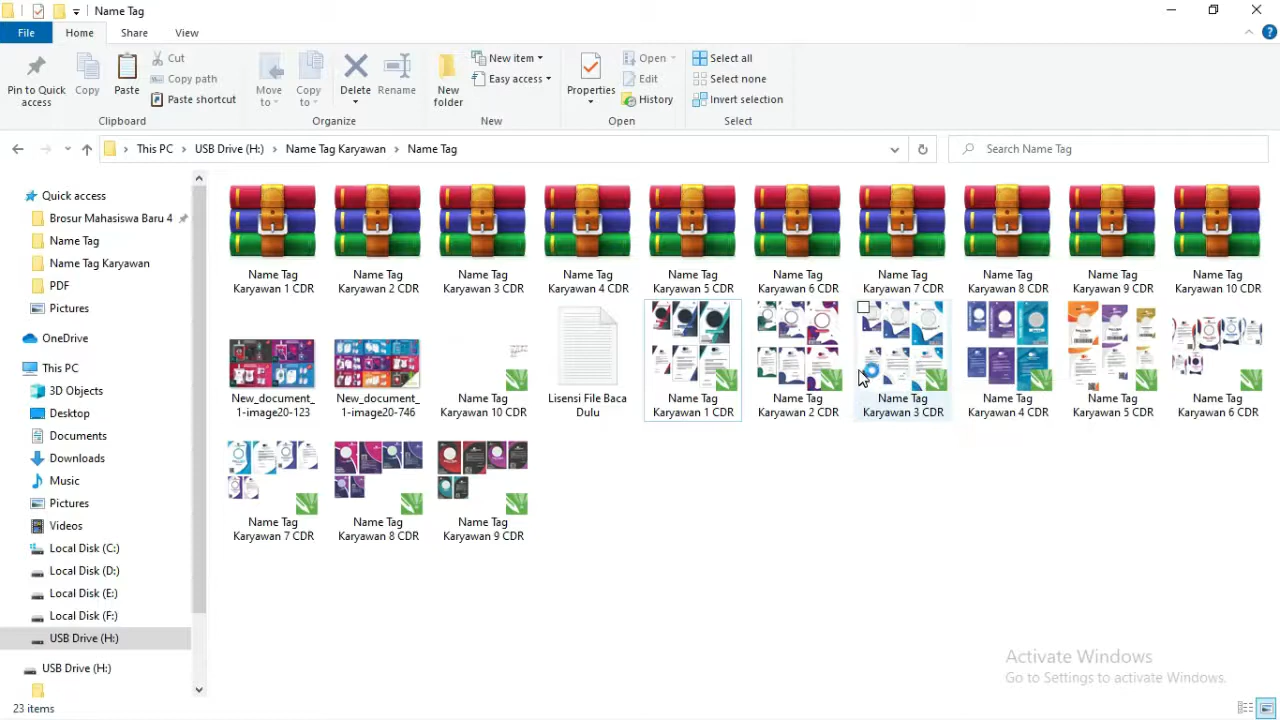 Name Tag
File
Home
Share
View
Pin to Quick access
Copy
Paste
Cut
Copy path
Paste shortcut
Move to
Copy to
Delete
Rename
New folder
New item
Easy access
Properties
Open
Edit
History
Select all
Select none
Invert selection
Clipboard
Organize
New
Open
Select
This PC
USB Drive (H:)
Name Tag Karyawan
Name Tag
Search Name Tag
Quick access
Brosur Mahasiswa Baru 4
Name Tag
Name Tag Karyawan
PDF
Pictures
OneDrive
This PC
3D Objects
Desktop
Documents
Downloads
Music
Pictures
Videos
Local Disk (C:)
Local Disk (D:)
Local Disk (E:)
Local Disk (F:)
USB Drive (H:)
USB Drive (H:)
Name Tag
Karyawan 1 CDR
Name Tag
Karyawan 2 CDR
Name Tag
Karyawan 3 CDR
Name Tag
Karyawan 4 CDR
Name Tag
Karyawan 5 CDR
Name Tag
Karyawan 6 CDR
Name Tag
Karyawan 7 CDR
Name Tag
Karyawan 8 CDR
Name Tag
Karyawan 9 CDR
Name Tag
Karyawan 10 CDR
New_document_
1-image20-123
New_document_
1-image20-746
Name Tag
Karyawan 10 CDR
Lisensi File Baca
Dulu
Name Tag
Karyawan 1 CDR
Name Tag
Karyawan 2 CDR
Name Tag
Karyawan 3 CDR
Name Tag
Karyawan 4 CDR
Name Tag
Karyawan 5 CDR
Name Tag
Karyawan 6 CDR
Name Tag
Karyawan 7 CDR
Name Tag
Karyawan 8 CDR
Name Tag
Karyawan 9 CDR
Activate Windows
Go to Settings to activate Windows.
23 items